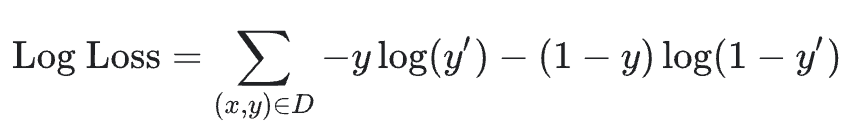 Log Loss = ∑ −y log(y′) − (1 − y) log(1 − y′)
(x,y)∈D